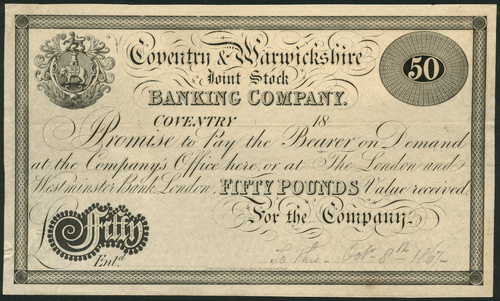 Coventry & Warwickshire
Joint Stock
BANKING COMPANY.
50
COVENTRY 18
Promise to Pay the Bearer on Demand
at the Company's Office here, or at The London and
Westminster Bank, London, FIFTY POUNDS Value received,
For the Company.
Fifty
Ent.d
Oct. 8th 1867